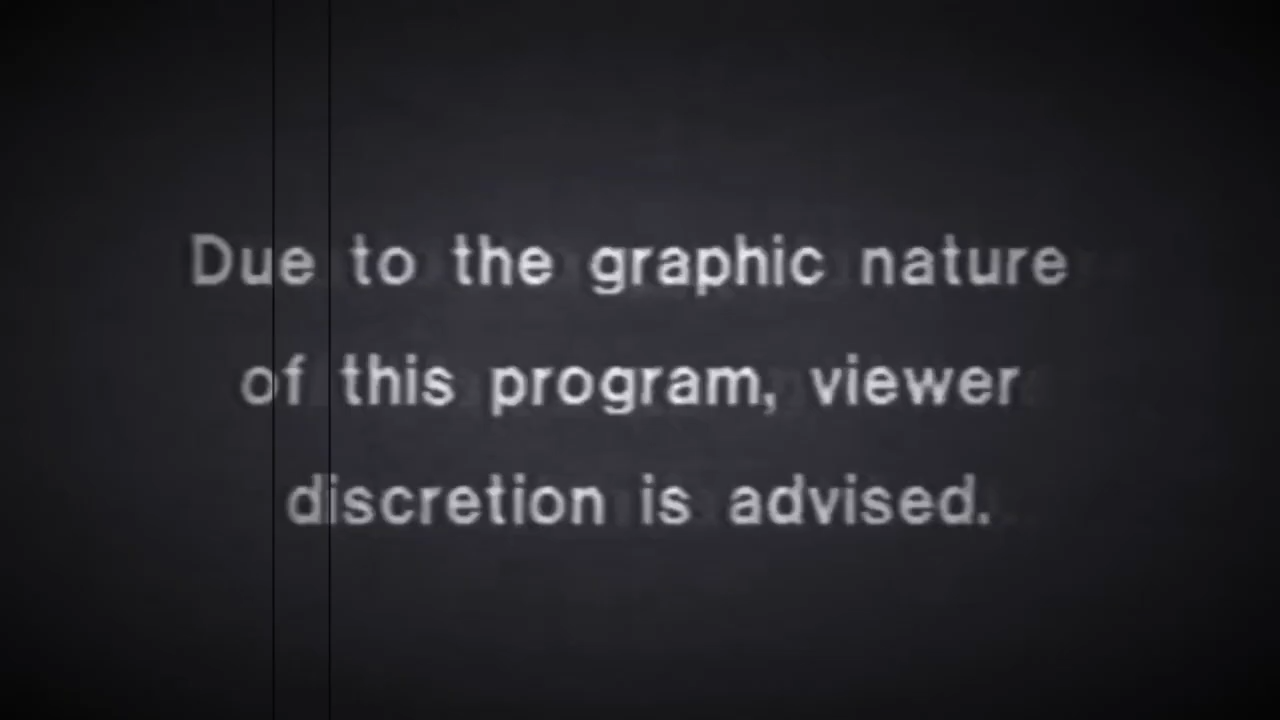 Due to the graphic nature
of this program, viewer
discretion is advised.